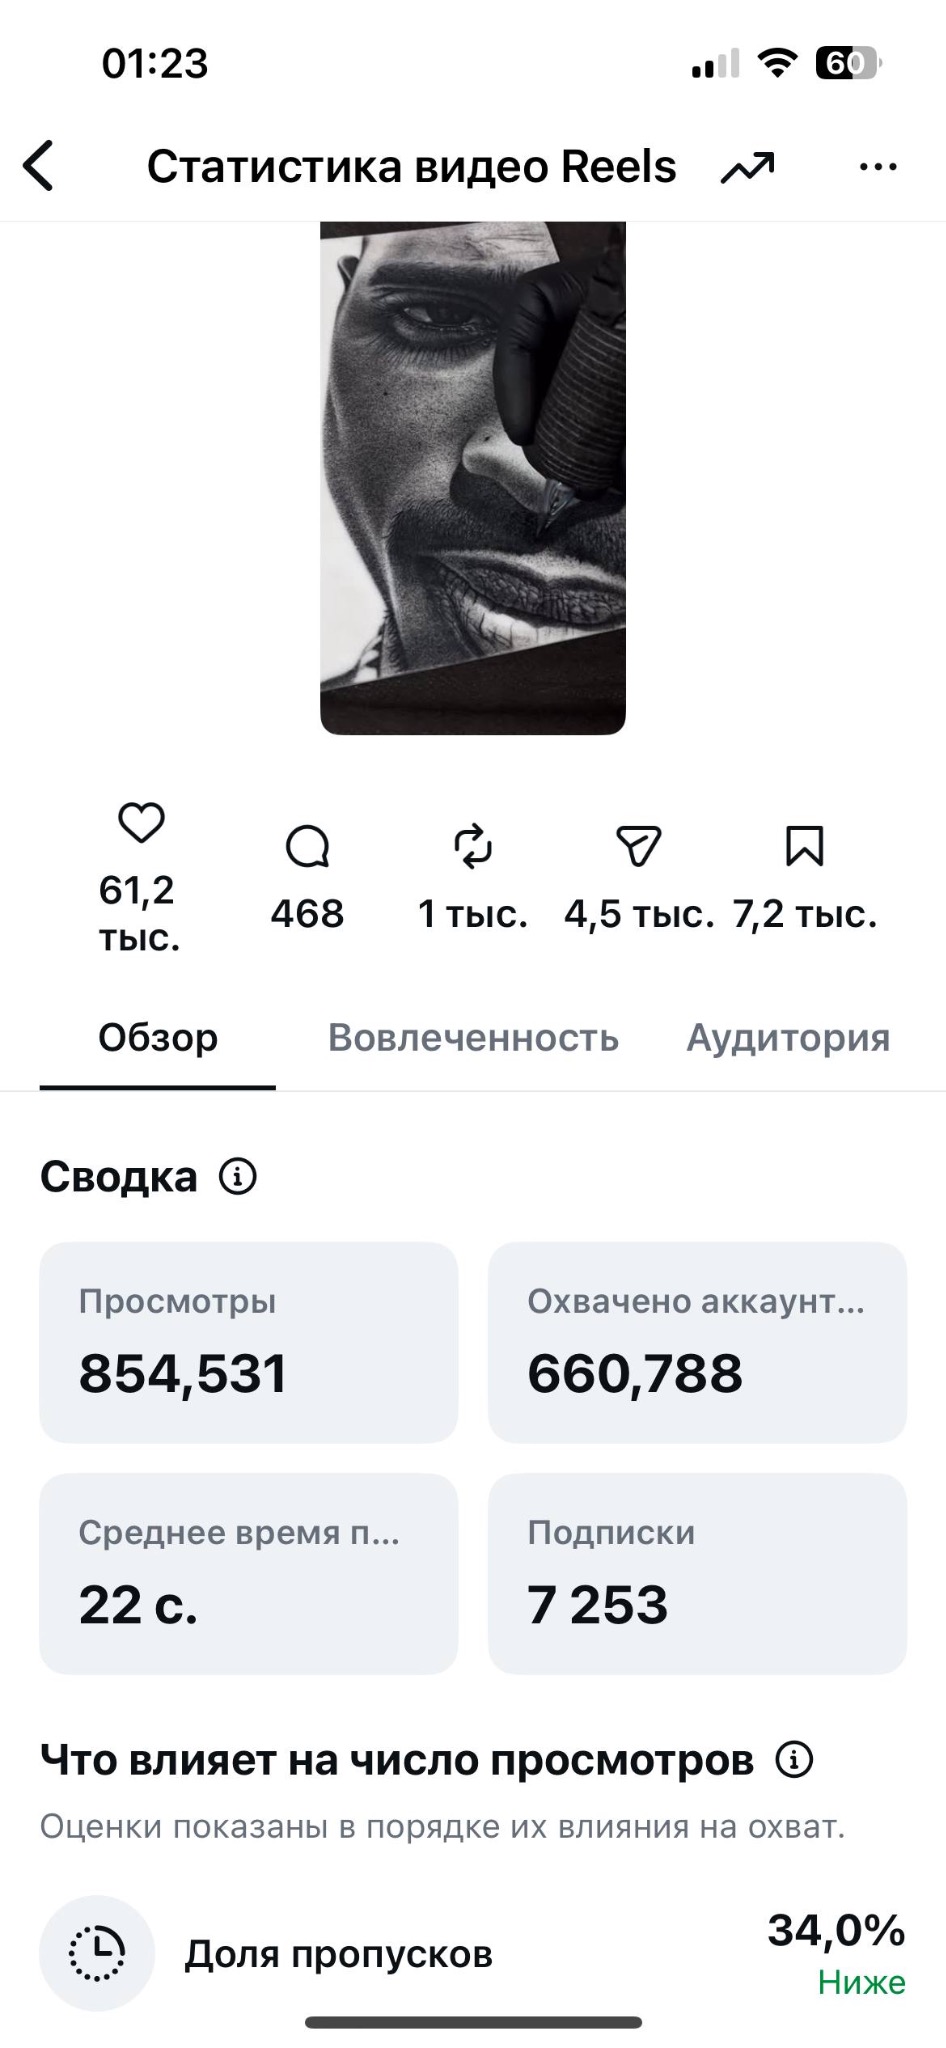 01:23
60
Статистика видео Reels
61,2
тыс.
468
1 тыс.
4,5 тыс.
7,2 тыс.
Обзор
Вовлеченность
Аудитория
Сводка
Просмотры
Охвачено аккаунт...
854,531
660,788
Среднее время п...
Подписки
22 с.
7 253
Что влияет на число просмотров
Оценки показаны в порядке их влияния на охват.
Доля пропусков
34,0%
Ниже